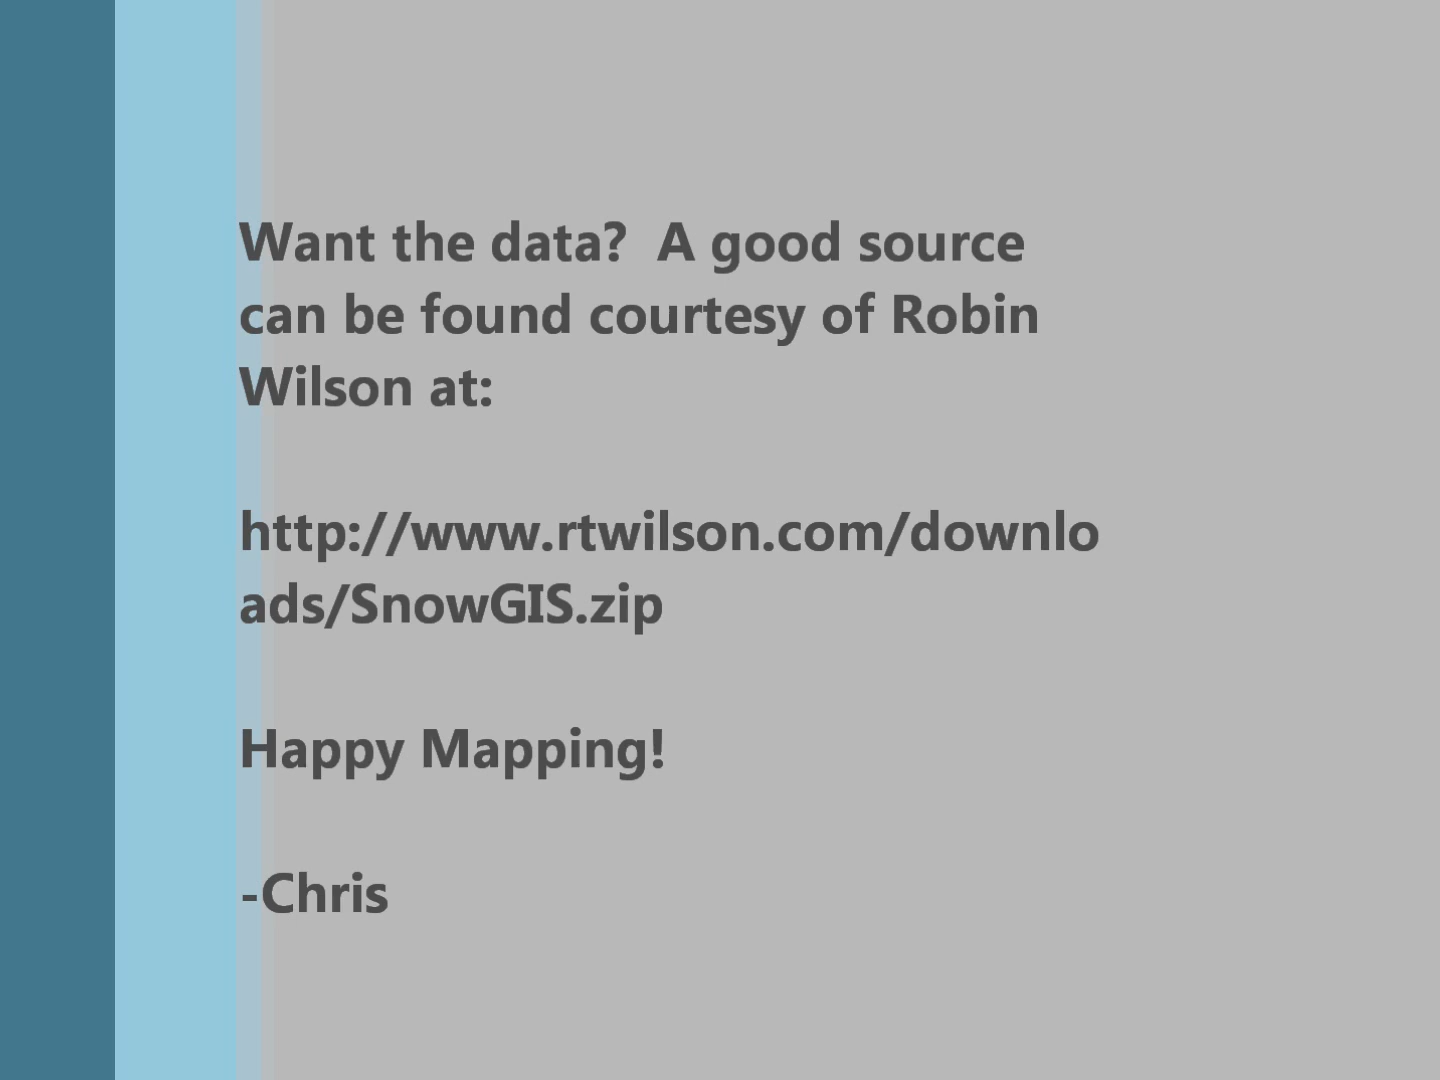 Want the data?  A good source
can be found courtesy of Robin
Wilson at:
http://www.rtwilson.com/downlo
ads/SnowGIS.zip
Happy Mapping!
-Chris